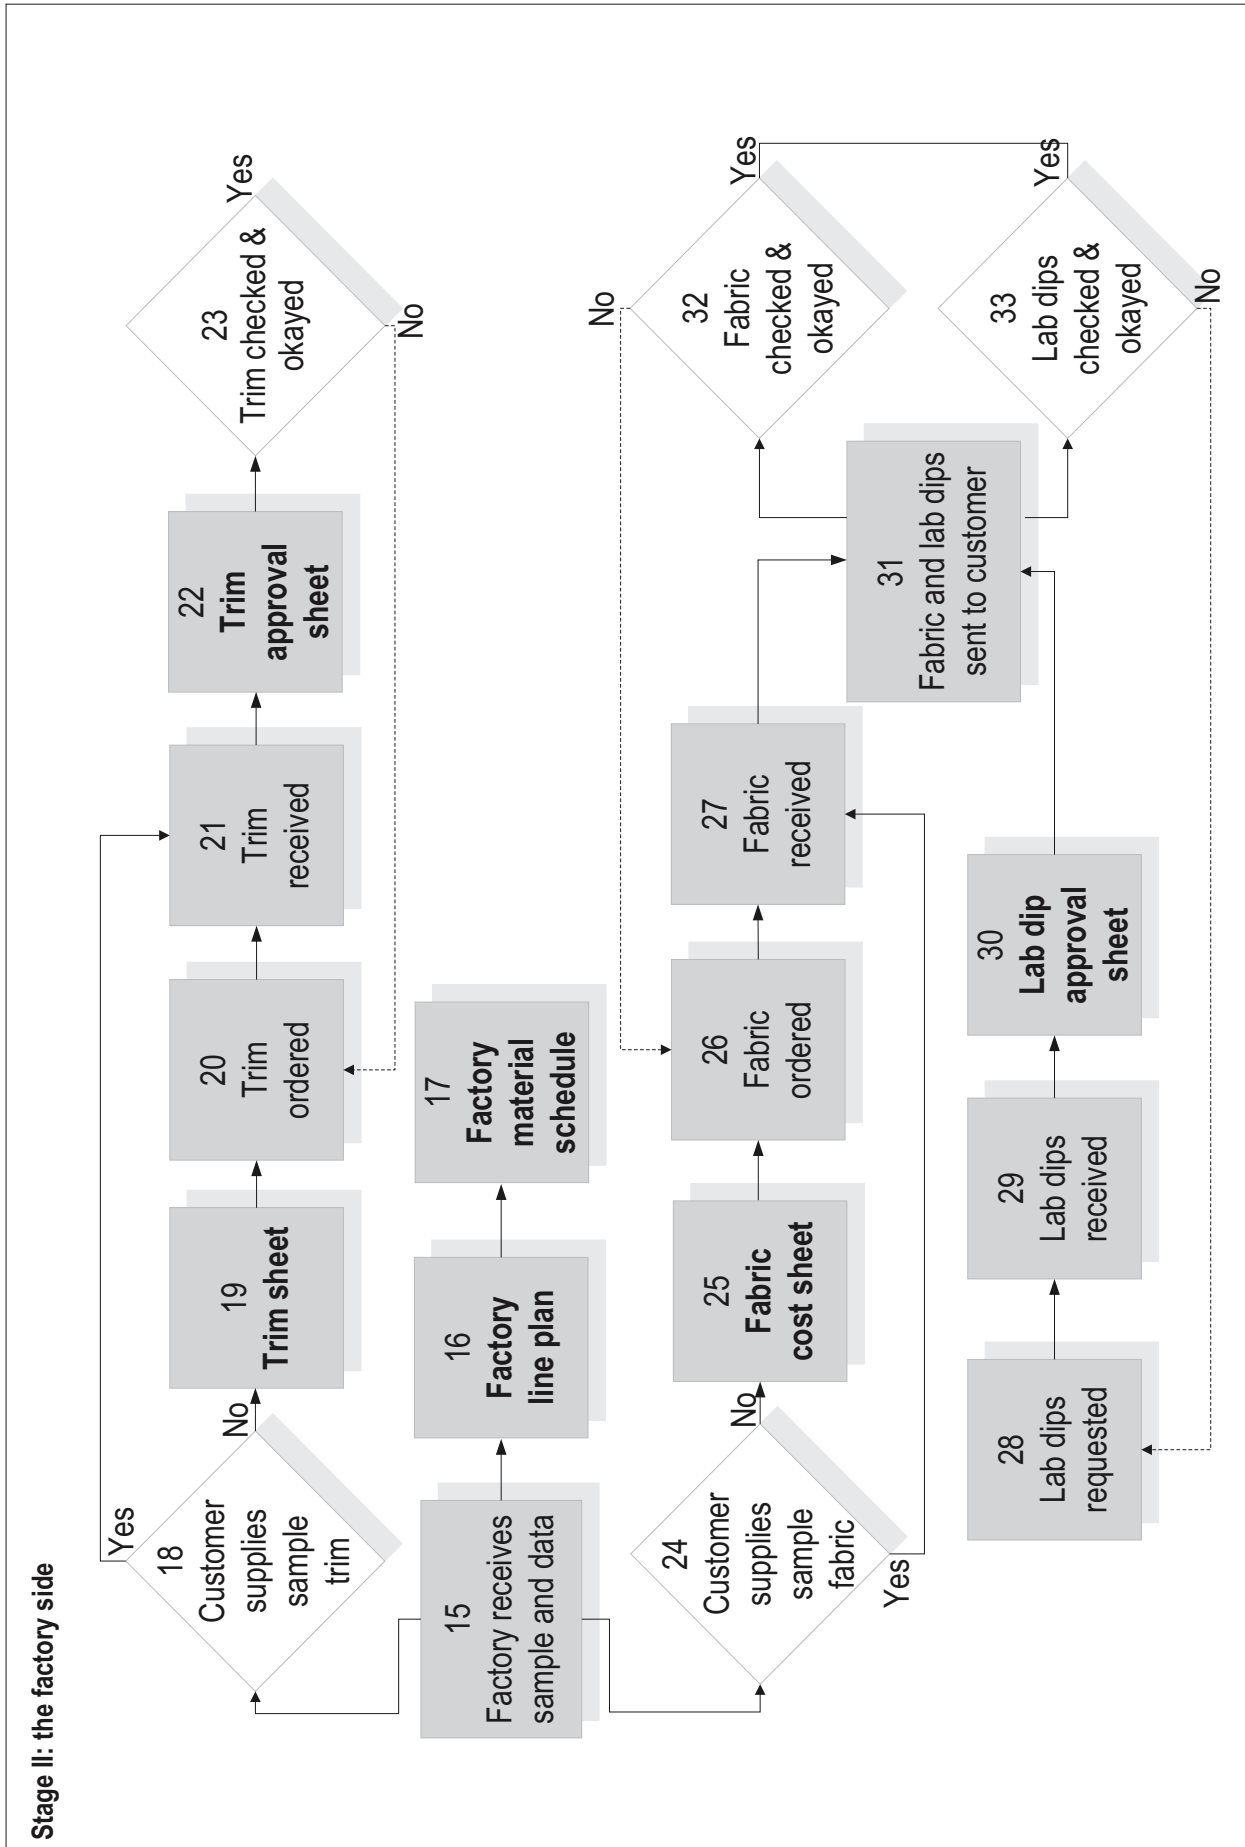 Stage II: the factory side
15
Factory receives
sample and data
16
Factory
line plan
17
Factory
material
schedule
18
Customer
supplies
sample
trim
Yes
No
19
Trim sheet
20
Trim
ordered
21
Trim
received
22
Trim
approval
sheet
23
Trim checked &
okayed
Yes
No
24
Customer
supplies
sample
fabric
No
Yes
25
Fabric
cost sheet
26
Fabric
ordered
27
Fabric
received
28
Lab dips
requested
29
Lab dips
received
30
Lab dip
approval
sheet
31
Fabric and lab dips
sent to customer
32
Fabric
checked &
okayed
No
Yes
33
Lab dips
checked &
okayed
Yes
No